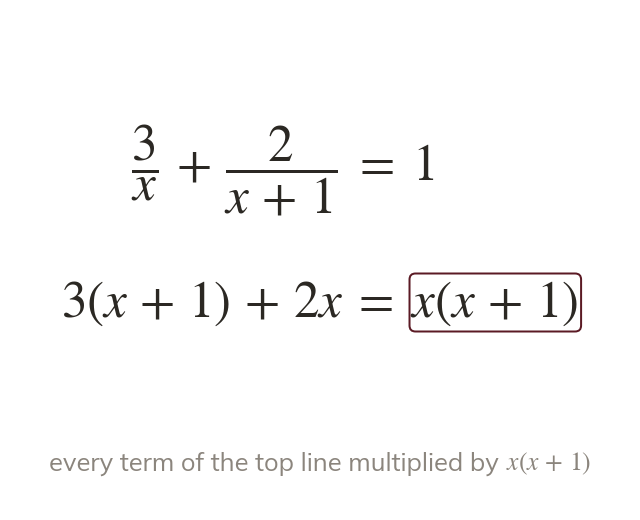 3/x + 2/(x + 1) = 1
3(x + 1) + 2x = x(x + 1)
every term of the top line multiplied by x(x + 1)